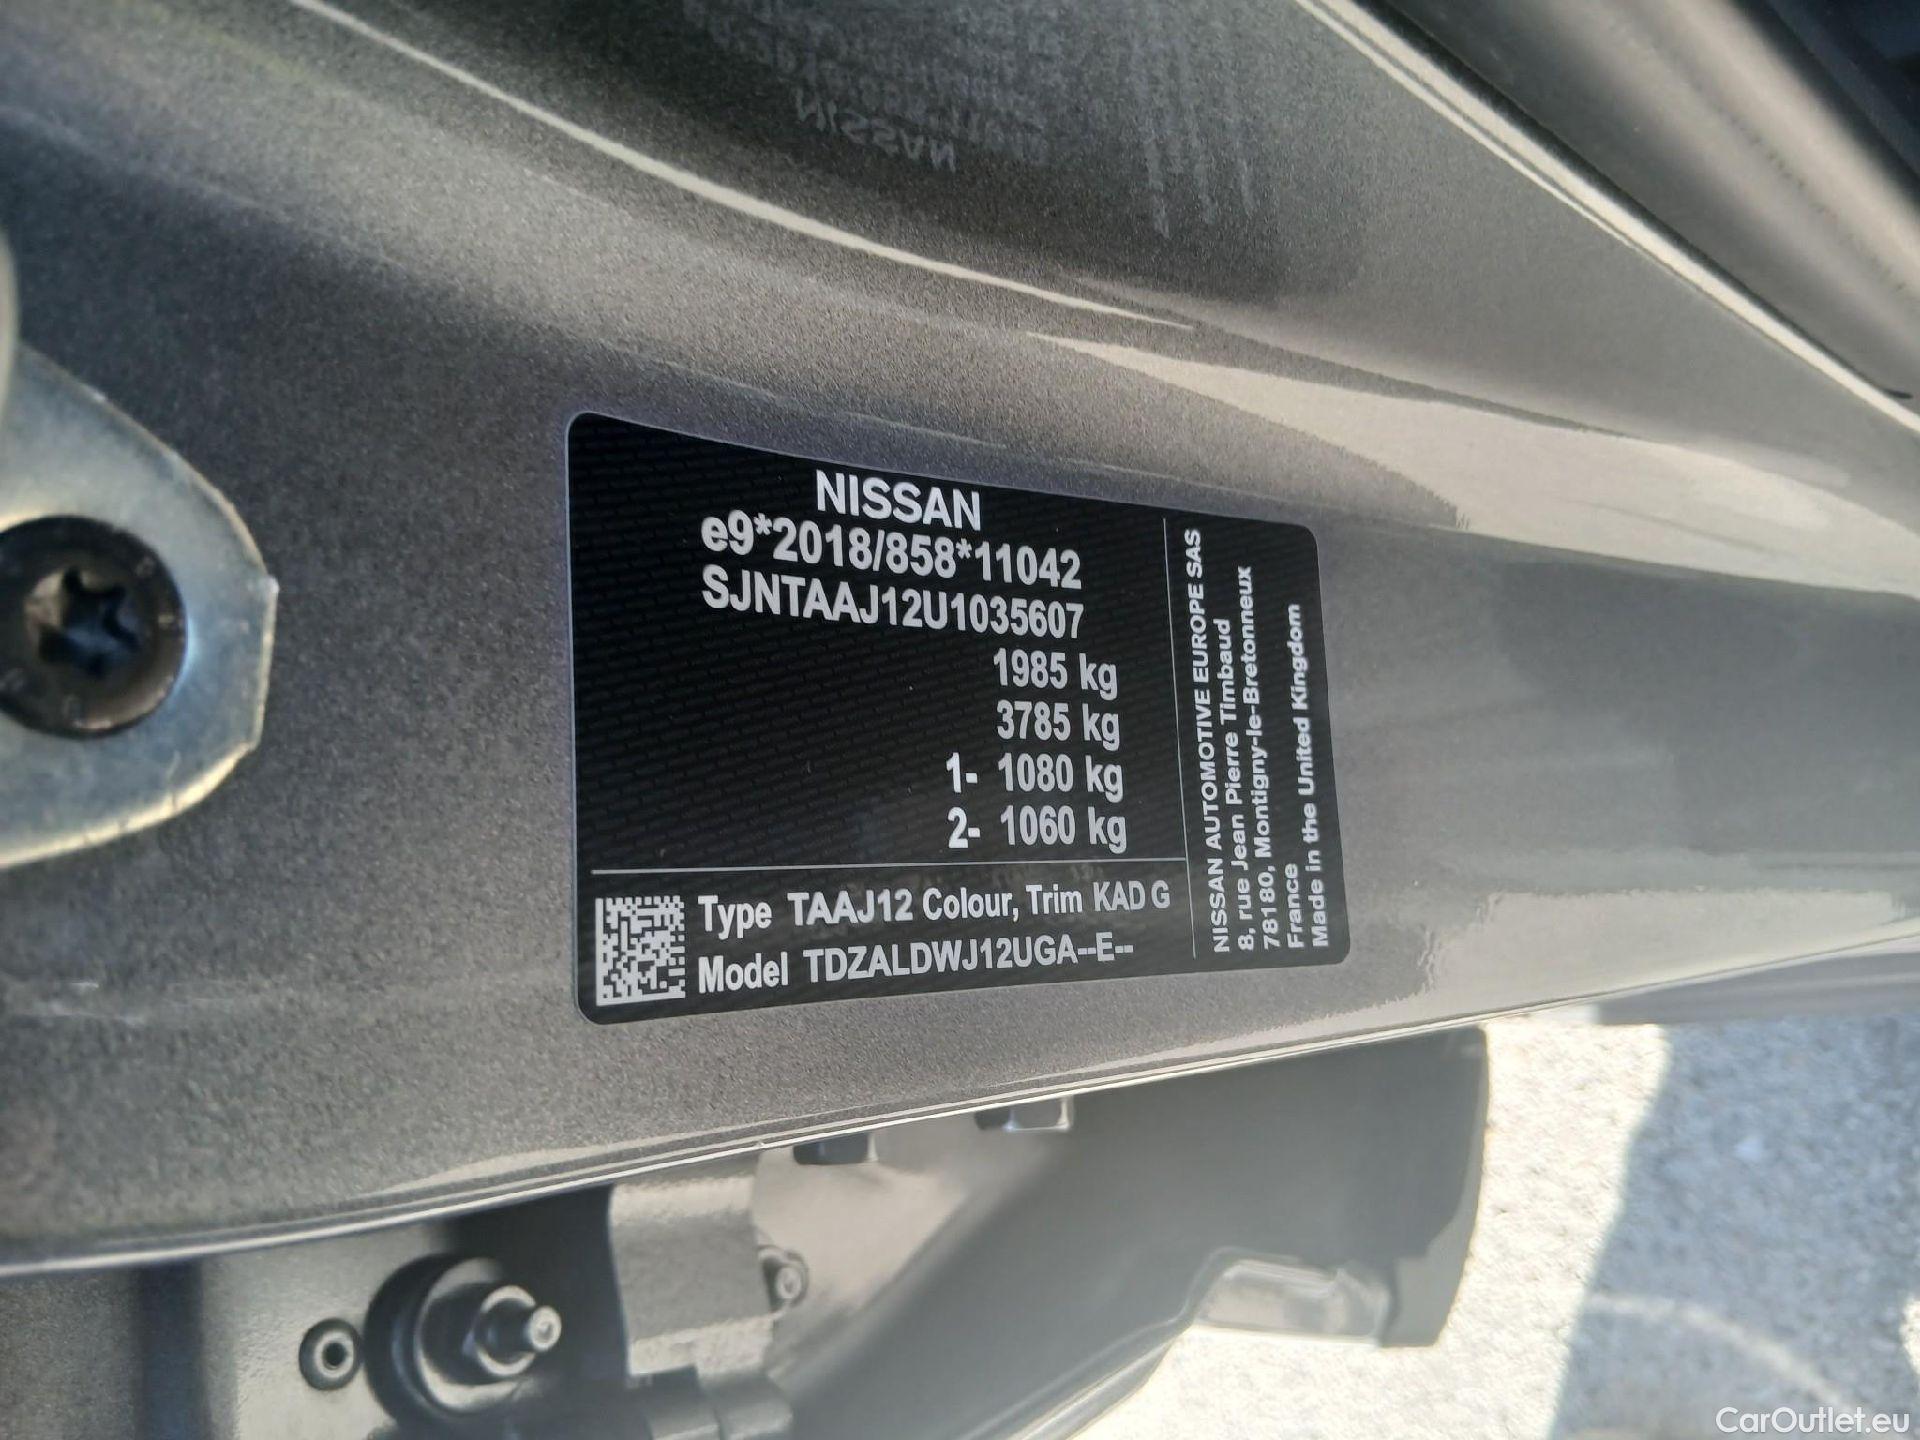 NISSAN
e9*2018/858*11042
SJNTAAJ12U1035607
1985 kg
3785 kg
1- 1080 kg
2- 1060 kg
Type TAAJ12 Colour, Trim KAD G
Model TDZALDWJ12UGA--E--
NISSAN AUTOMOTIVE EUROPE SAS
8, rue Jean Pierre Timbaud
78180, Montigny-le-Bretonneux
France
Made in the United Kingdom
NISSAN
CarOutlet.eu